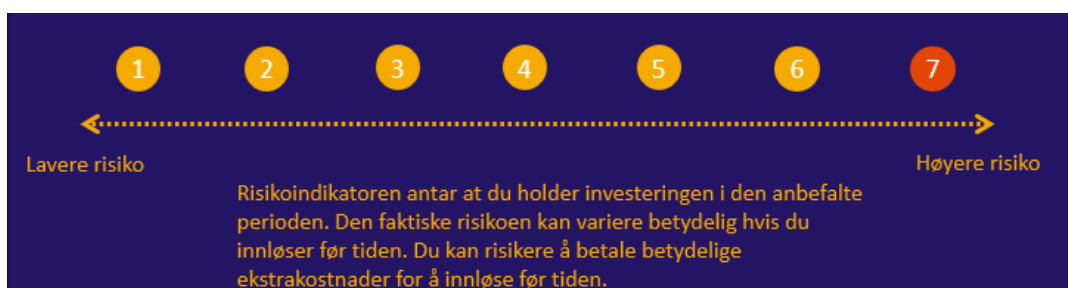 1 2 3 4 5 6 7
Lavere risiko
Høyere risiko
Risikoindikatoren antar at du holder investeringen i den anbefalte
perioden. Den faktiske risikoen kan variere betydelig hvis du
innløser før tiden. Du kan risikere å betale betydelige
ekstrakostnader for å innløse før tiden.